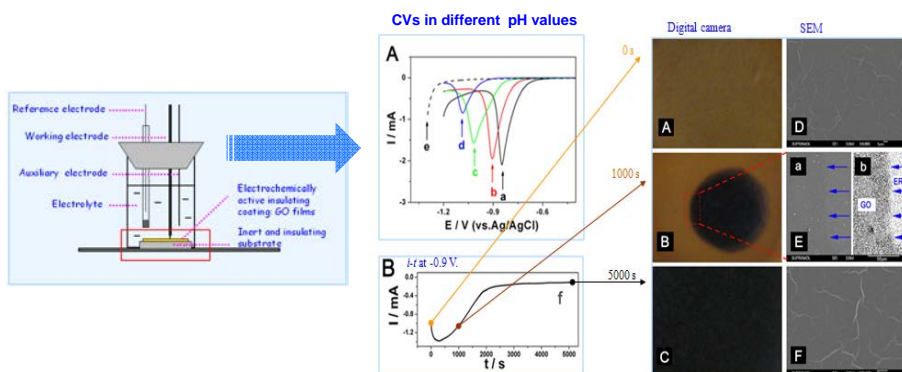 CVs in different pH values
Reference electrode
Working electrode
Auxiliary electrode
Electrolyte
Electrochemically
active insulating
coating: GO films
Inert and insulating
substrate
A
I / mA
0
-1
-2
-3
e
d
c
b
a
-1.2
-0.9
-0.6
E / V (vs.Ag/AgCl)
B
i-t at -0.9 V.
I / mA
0.0
-0.4
-0.8
-1.2
f
0
1000
2000
3000
4000
5000
t / s
0 s
1000 s
5000 s
Digital camera
SEM
A
D
B
a
b
GO
ER
E
C
F